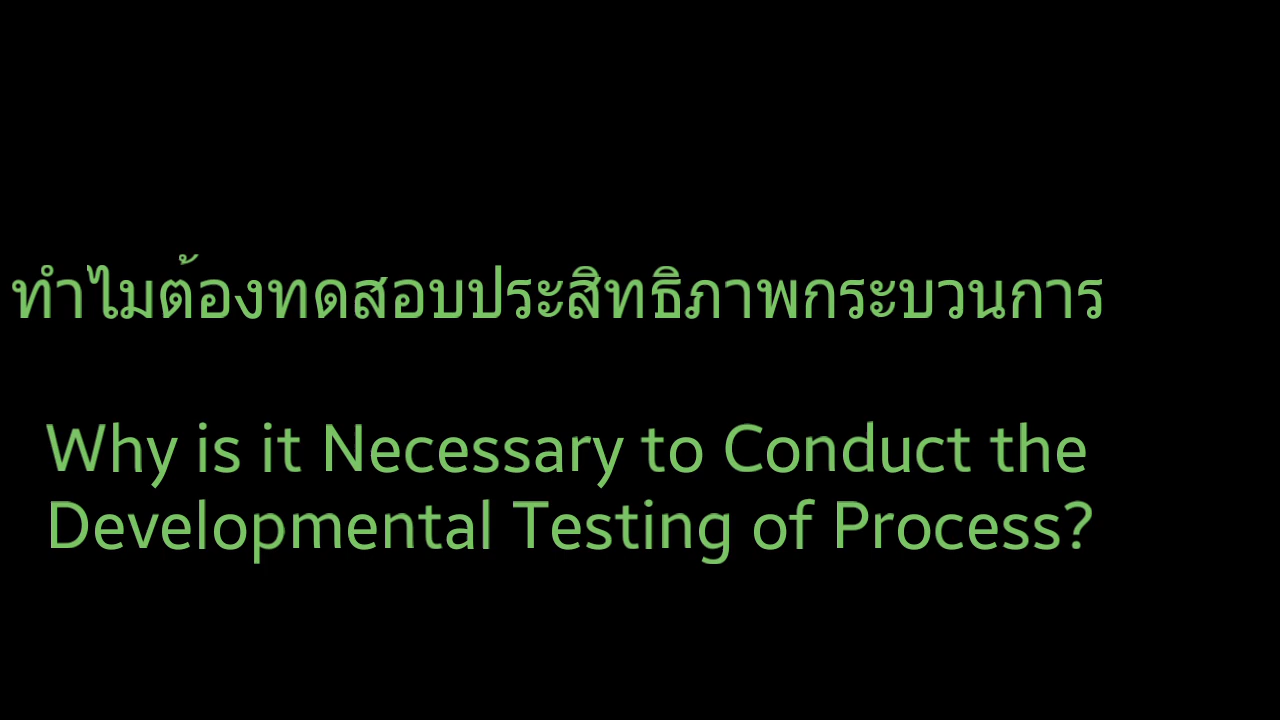 ทำไมต้องทดสอบประสิทธิภาพกระบวนการ
Why is it Necessary to Conduct the
Developmental Testing of Process?